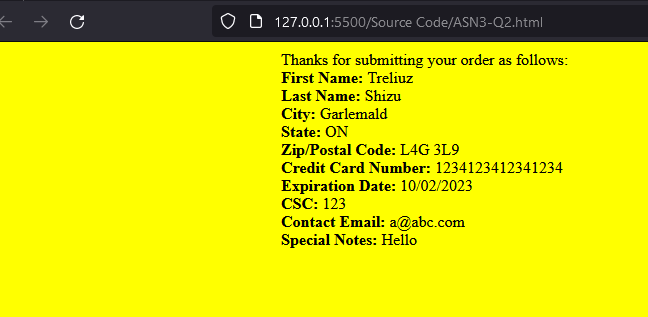 127.0.0.1:5500/Source Code/ASN3-Q2.html
Thanks for submitting your order as follows:
First Name: Treliuz
Last Name: Shizu
City: Garlemald
State: ON
Zip/Postal Code: L4G 3L9
Credit Card Number: 1234123412341234
Expiration Date: 10/02/2023
CSC: 123
Contact Email: a@abc.com
Special Notes: Hello